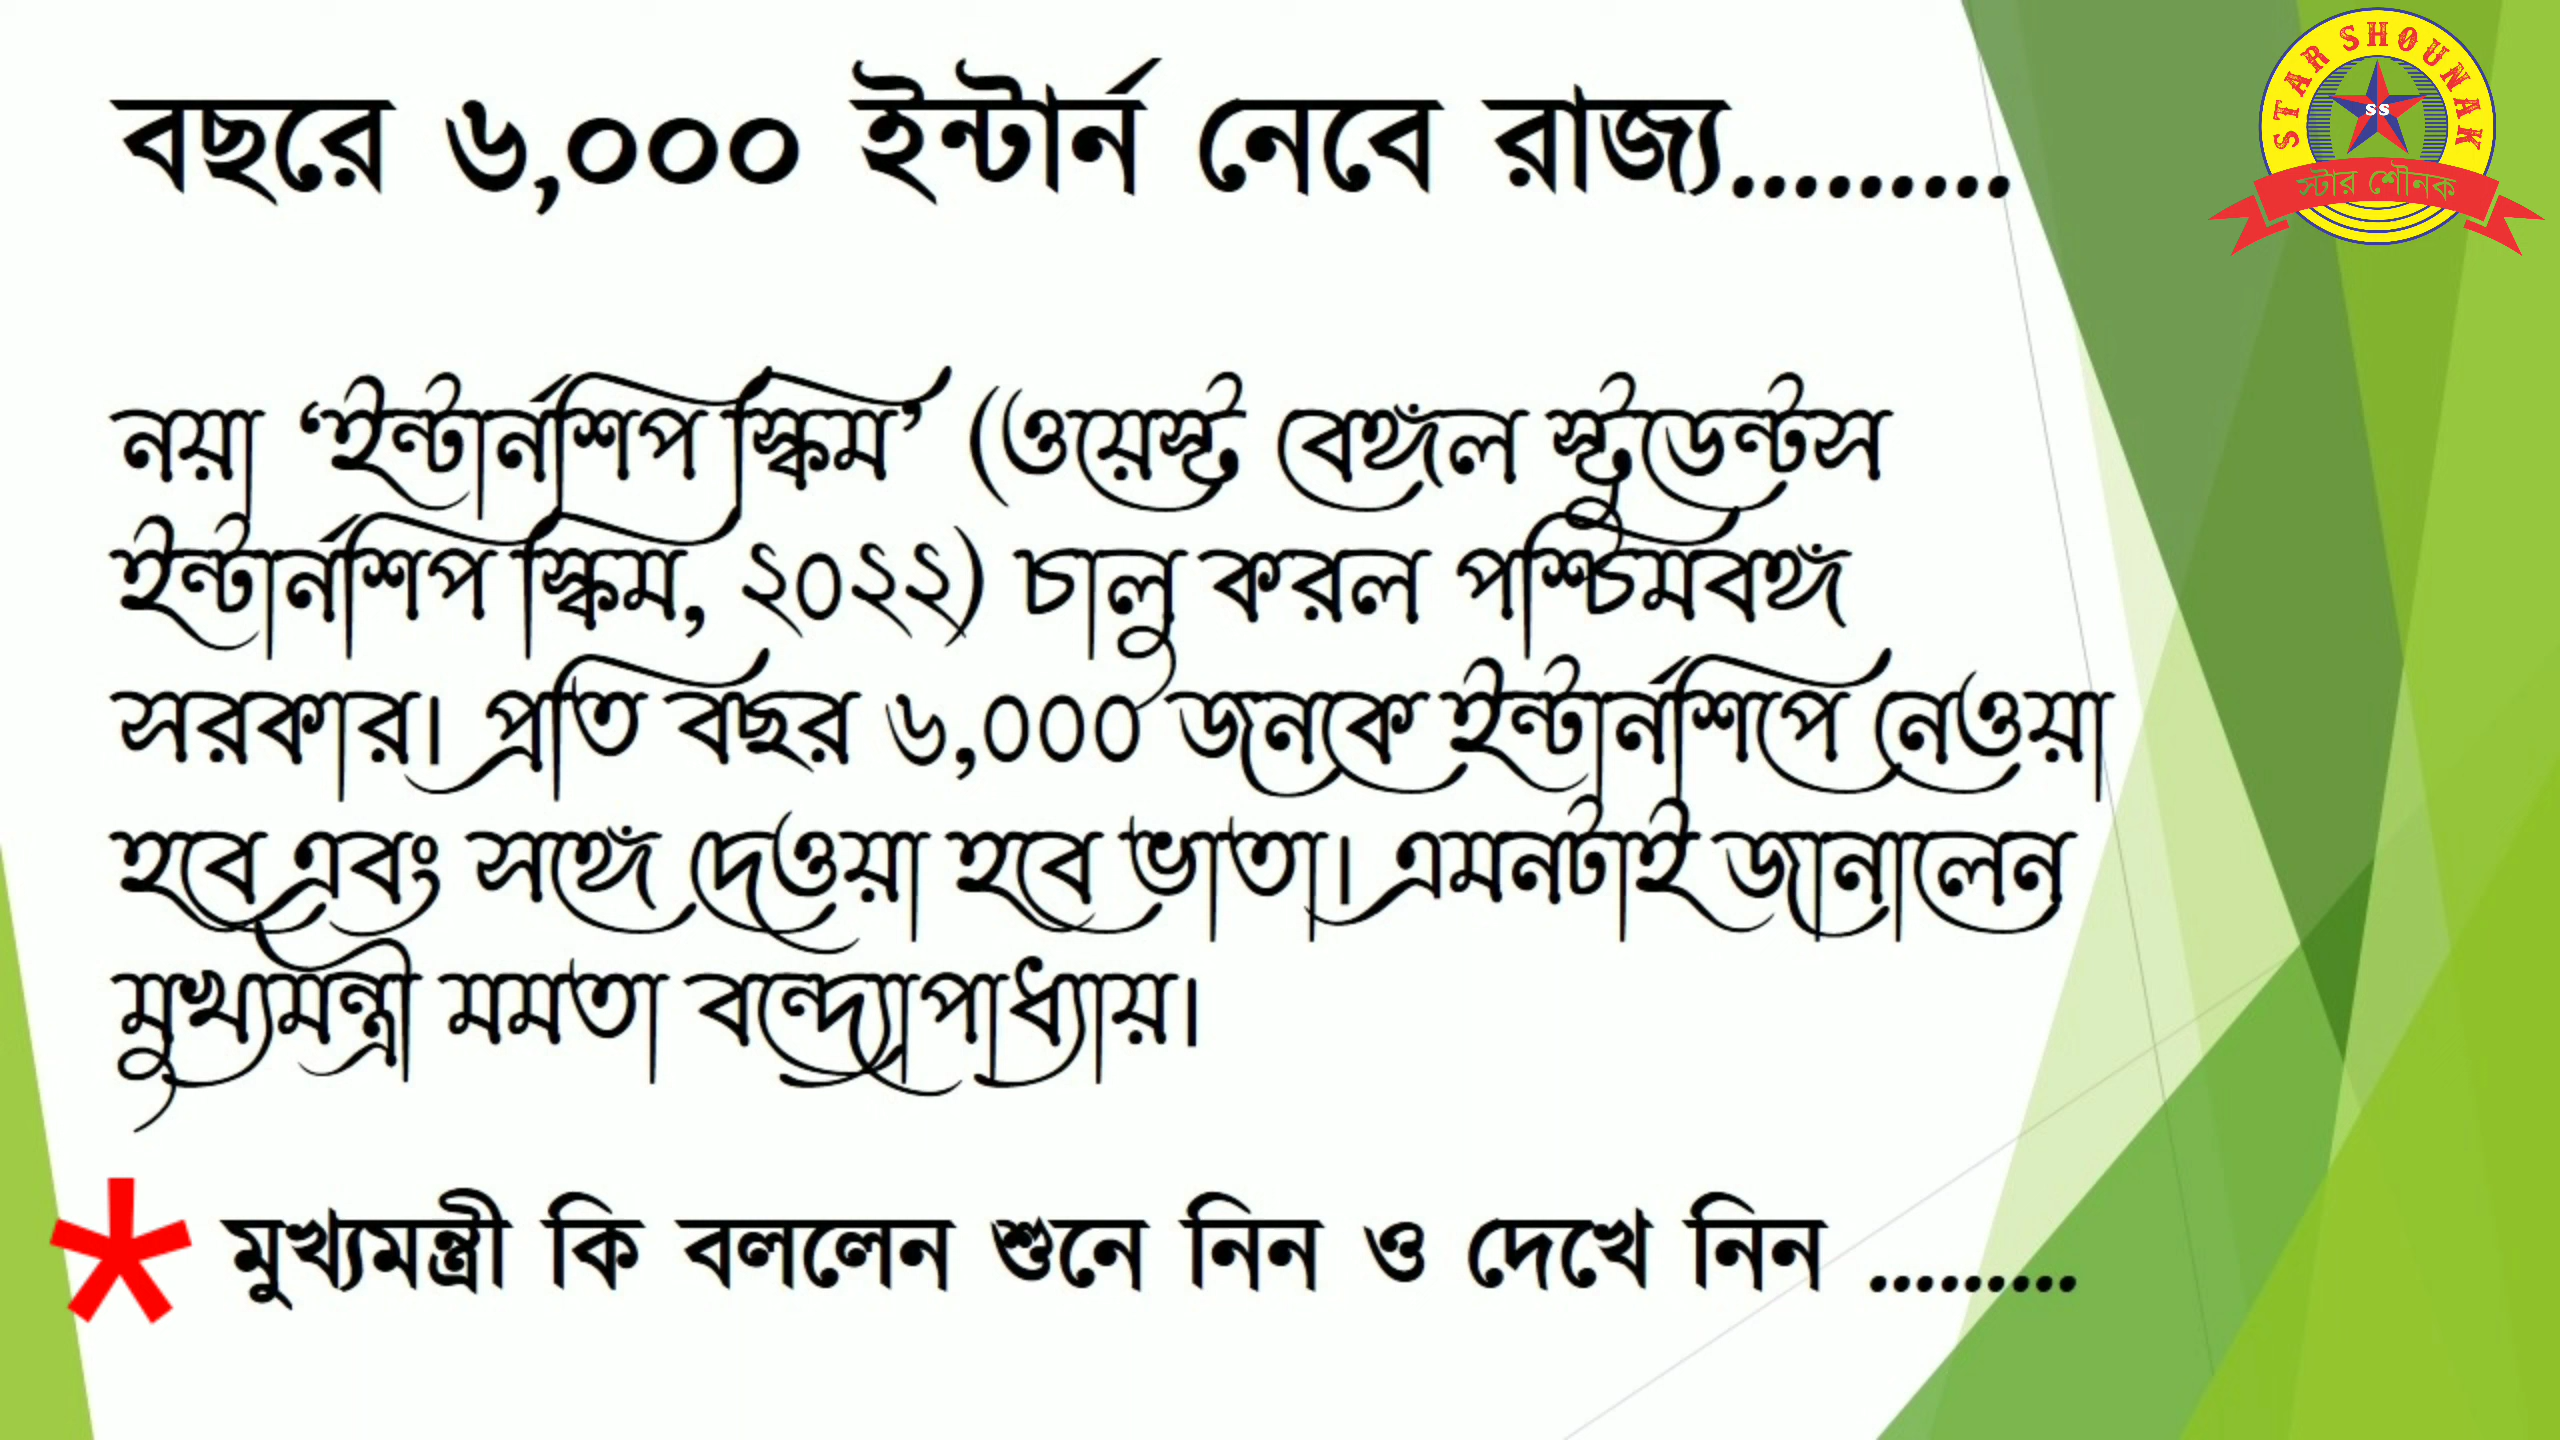 বছরে ৬,০০০ ইন্টার্ন নেবে রাজ্য.........
STAR SHOUNAK
SS
স্টার শৌনক
নয়া ‘ইন্টার্নশিপ স্কিম’ (ওয়েস্ট বেঙ্গল স্টুডেন্টস
ইন্টার্নশিপ স্কিম, ২০২২) চালু করল পশ্চিমবঙ্গ
সরকার। প্রতি বছর ৬,০০০ জনকে ইন্টার্নশিপে নেওয়া
হবে এবং সঙ্গে দেওয়া হবে ভাতা। এমনটাই জানালেন
মুখ্যমন্ত্রী মমতা বন্দ্যোপাধ্যায়।
* মুখ্যমন্ত্রী কি বললেন শুনে নিন ও দেখে নিন .........